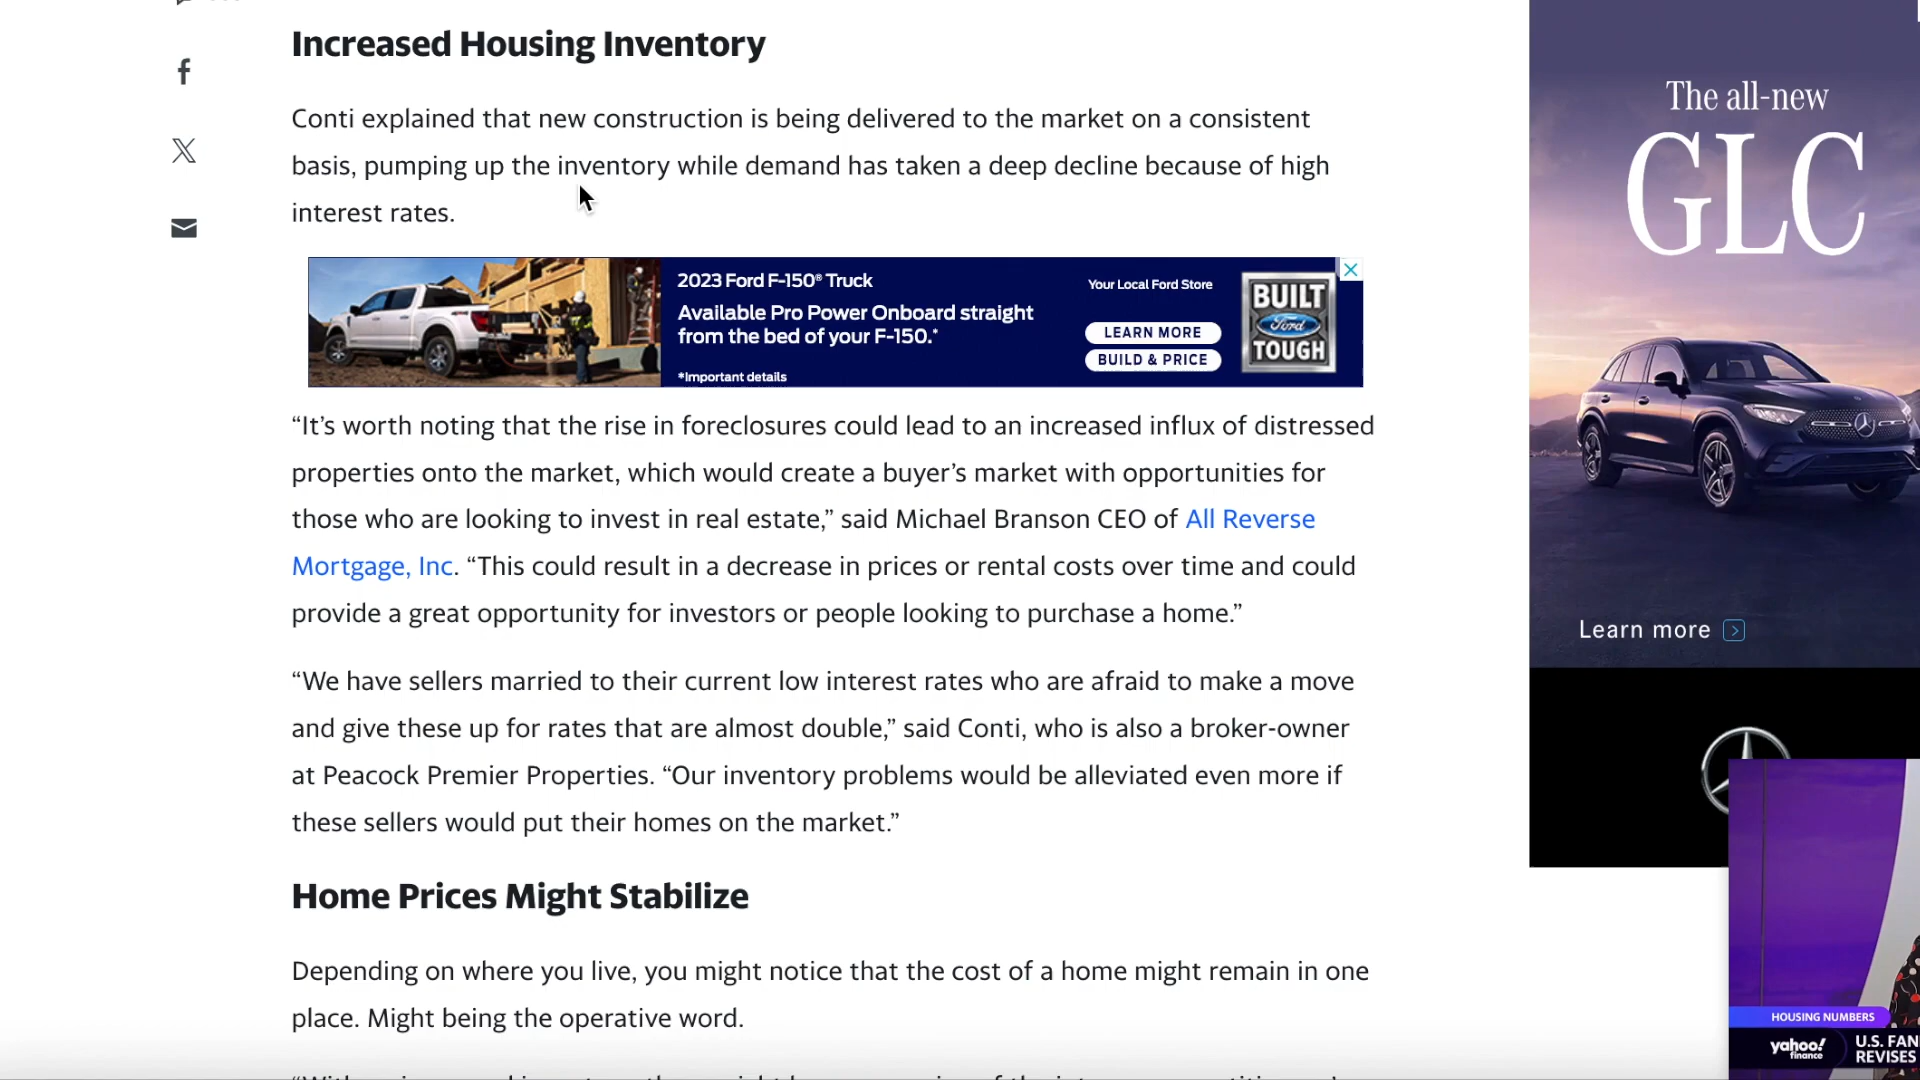 Increased Housing Inventory
Conti explained that new construction is being delivered to the market on a consistent
basis, pumping up the inventory while demand has taken a deep decline because of high
interest rates.
2023 Ford F-150® Truck
Available Pro Power Onboard straight
from the bed of your F-150.*
*Important details
Your Local Ford Store
LEARN MORE
BUILD & PRICE
BUILT
Ford
TOUGH
“It’s worth noting that the rise in foreclosures could lead to an increased influx of distressed
properties onto the market, which would create a buyer’s market with opportunities for
those who are looking to invest in real estate,” said Michael Branson CEO of All Reverse
Mortgage, Inc. “This could result in a decrease in prices or rental costs over time and could
provide a great opportunity for investors or people looking to purchase a home.”
“We have sellers married to their current low interest rates who are afraid to make a move
and give these up for rates that are almost double,” said Conti, who is also a broker-owner
at Peacock Premier Properties. “Our inventory problems would be alleviated even more if
these sellers would put their homes on the market.”
Home Prices Might Stabilize
Depending on where you live, you might notice that the cost of a home might remain in one
place. Might being the operative word.
The all-new
GLC
Learn more
HOUSING NUMBERS
yahoo!
finance
U.S. FAN
REVISES